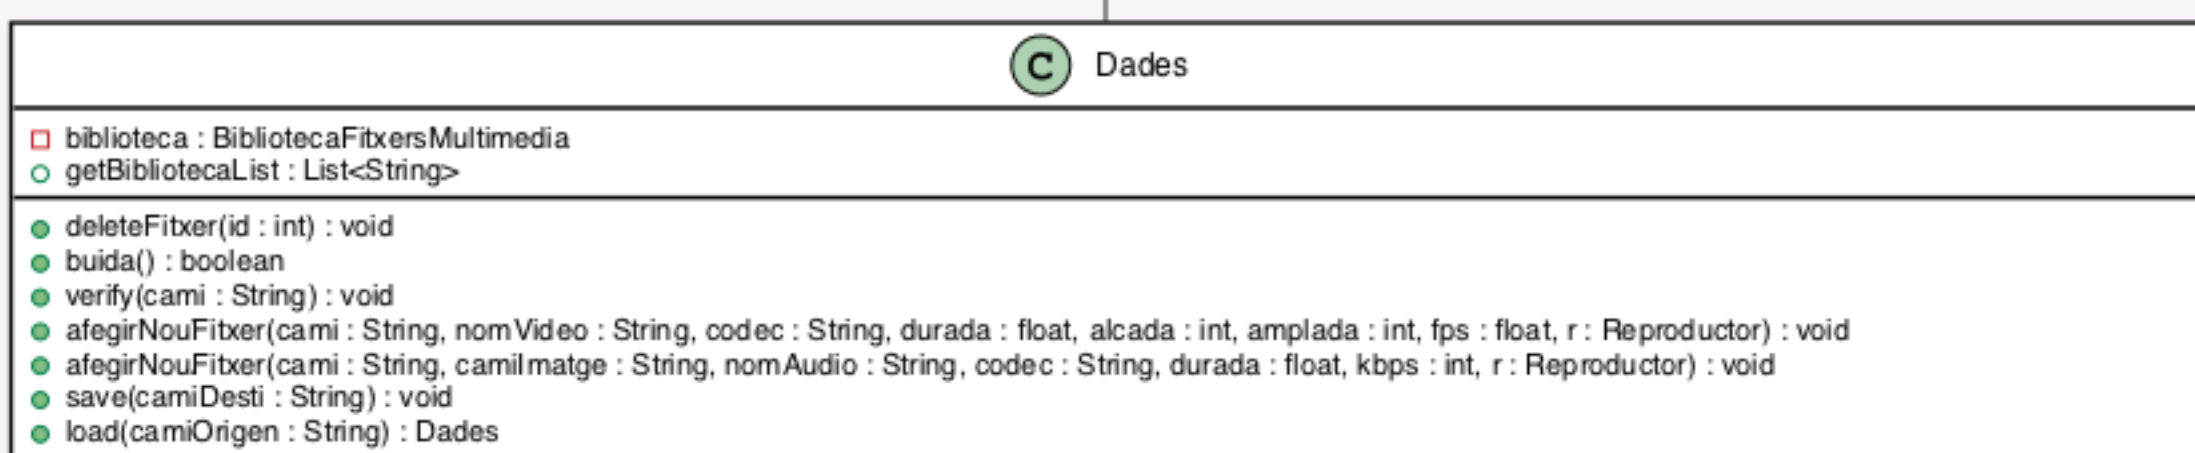 C Dades
biblioteca : BibliotecaFitxersMultimedia
getBibliotecaList : List<String>
deleteFitxer(id : int) : void
buida() : boolean
verify(cami : String) : void
afegirNouFitxer(cami : String, nomVideo : String, codec : String, durada : float, alcada : int, amplada : int, fps : float, r : Reproductor) : void
afegirNouFitxer(cami : String, camiImatge : String, nomAudio : String, codec : String, durada : float, kbps : int, r : Reproductor) : void
save(camiDesti : String) : void
load(camiOrigen : String) : Dades